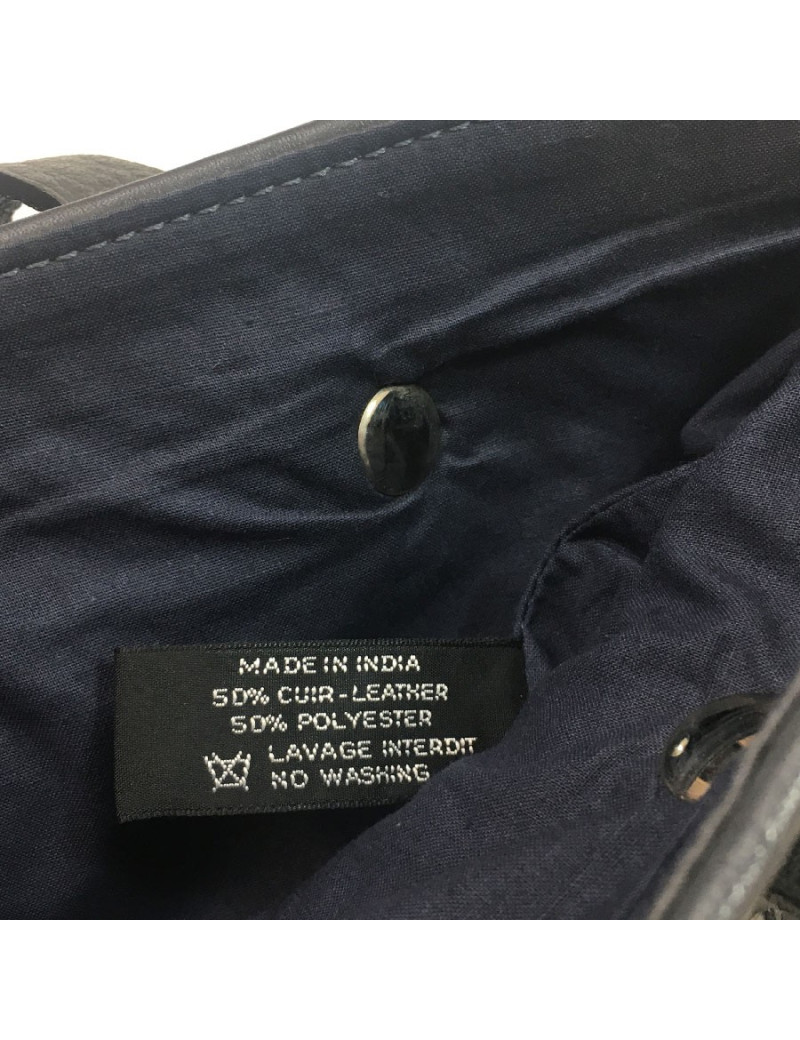 MADE IN INDIA
50% CUIR-LEATHER
50% POLYESTER
LAVAGE INTERDIT
NO WASHING